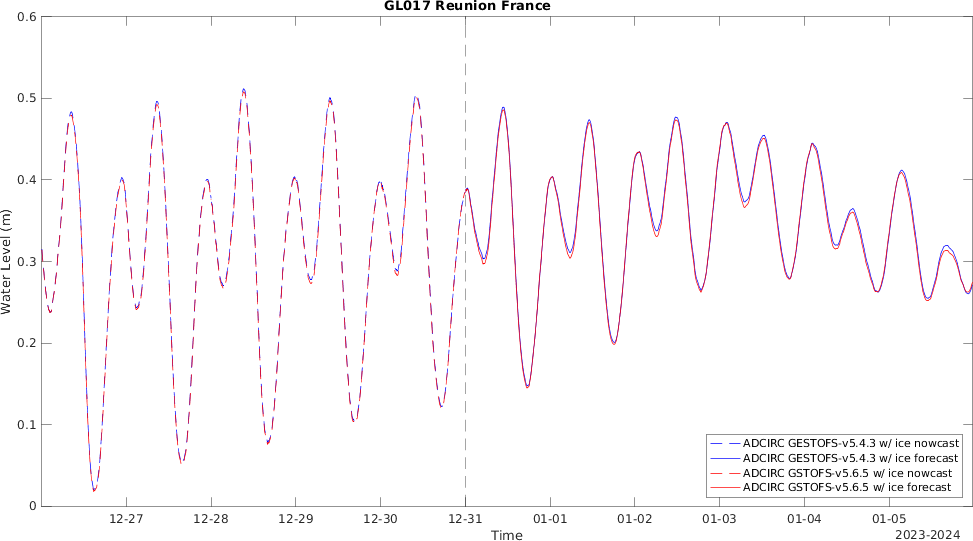 GL017 Reunion France
0.6
0.5
0.4
0.3
0.2
0.1
0
Water Level (m)
ADCIRC GESTOFS-v5.4.3 w/ ice nowcast
ADCIRC GESTOFS-v5.4.3 w/ ice forecast
ADCIRC GSTOFS-v5.6.5 w/ ice nowcast
ADCIRC GSTOFS-v5.6.5 w/ ice forecast
12-27 12-28 12-29 12-30 12-31 01-01 01-02 01-03 01-04 01-05
Time
2023-2024